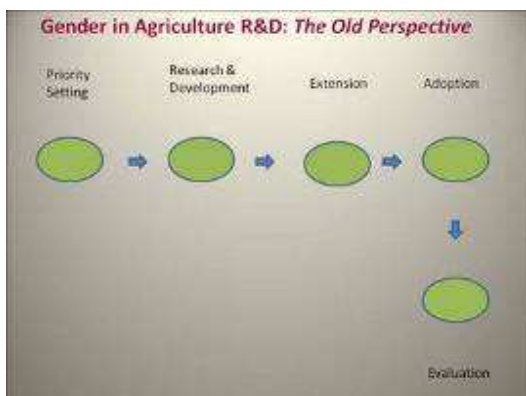 Gender in Agriculture R&D: The Old Perspective
Priority
Setting
Research &
Development
Extension
Adoption
Evaluation